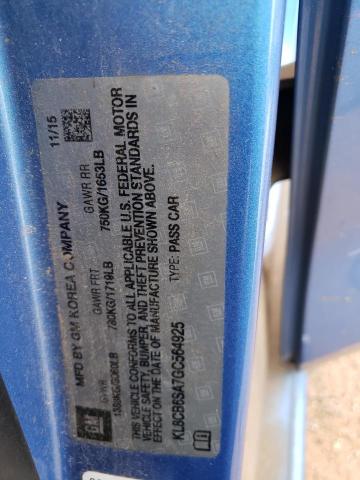 MFD BY GM KOREA COMPANY 11/15
GVWR GAWR FRT GAWR RR
780KG/1719LB 750KG/1653LB
THIS VEHICLE CONFORMS TO ALL APPLICABLE U.S. FEDERAL MOTOR
VEHICLE SAFETY, BUMPER, AND THEFT PREVENTION STANDARDS IN
EFFECT ON THE DATE OF MANUFACTURE SHOWN ABOVE.
KL8CB6SA7GC564925 TYPE: PASS CAR